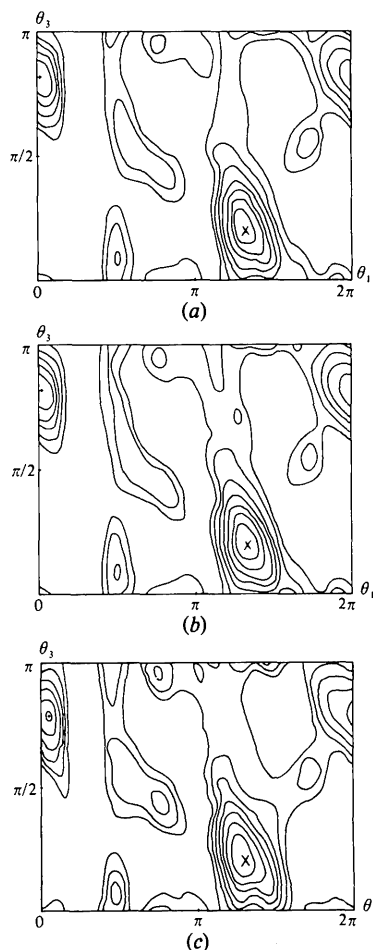 θ₃
π
π/2
0
π
2π
θ₁
(a)
θ₃
π
π/2
0
π
2π
θ₁
(b)
θ₃
π
π/2
0
π
2π
θ
(c)